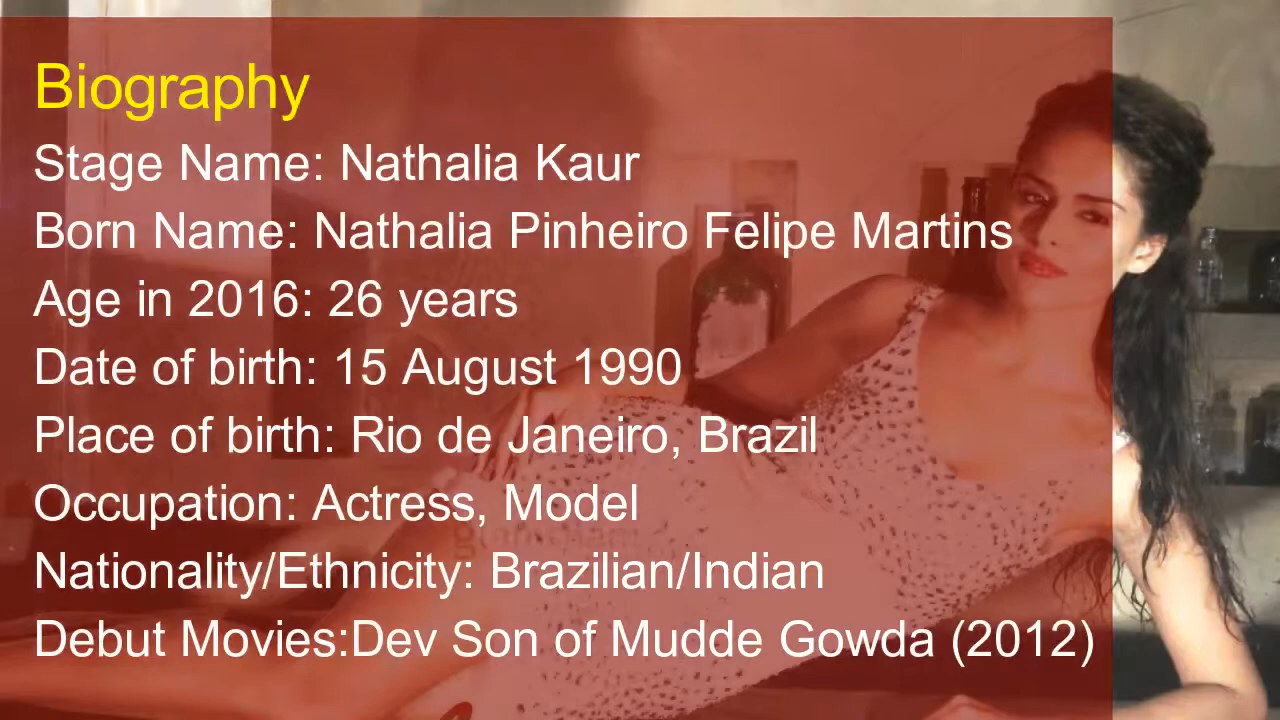 Biography
Stage Name: Nathalia Kaur
Born Name: Nathalia Pinheiro Felipe Martins
Age in 2016: 26 years
Date of birth: 15 August 1990
Place of birth: Rio de Janeiro, Brazil
Occupation: Actress, Model
Nationality/Ethnicity: Brazilian/Indian
Debut Movies:Dev Son of Mudde Gowda (2012)